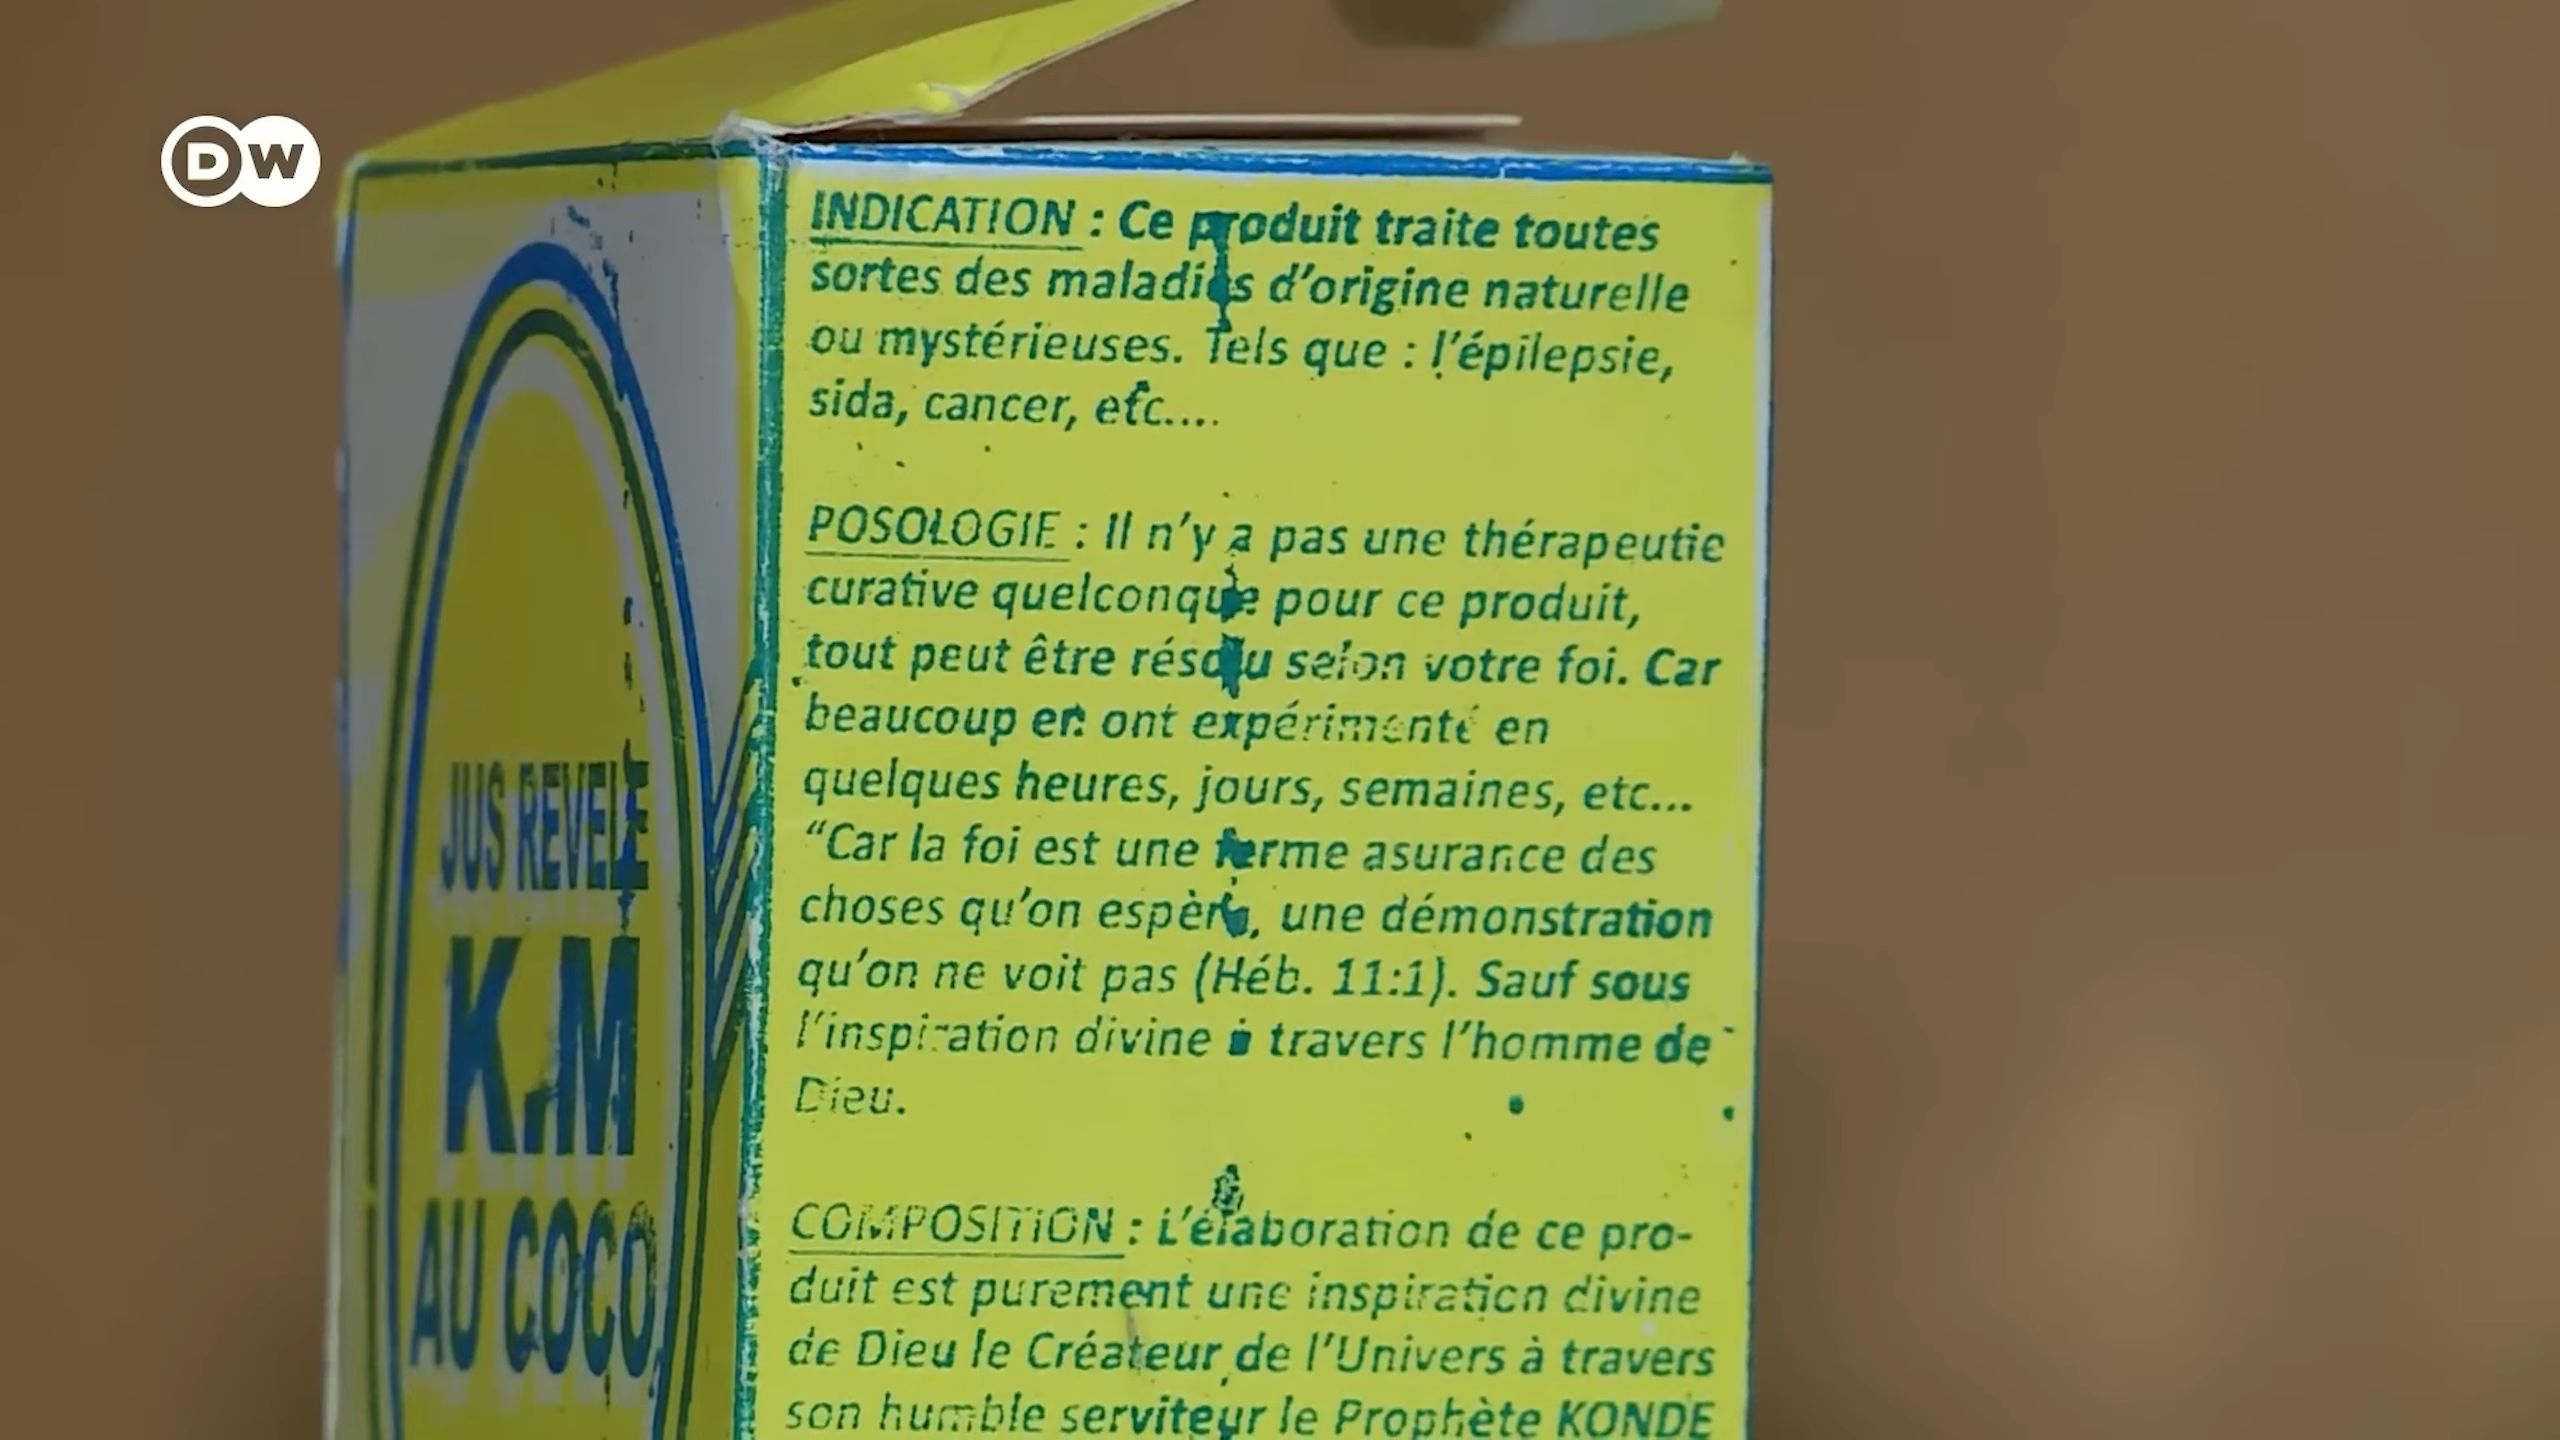 DW
INDICATION : Ce produit traite toutes
sortes des maladies d'origine naturelle
ou mystérieuses. Tels que : l'épilepsie,
sida, cancer, etc....
POSOLOGIE : Il n'y a pas une thérapeutie
curative quelconque pour ce produit,
tout peut être résolu selon votre foi. Car
beaucoup en ont expérimenté en
quelques heures, jours, semaines, etc...
“Car la foi est une ferme asurance des
choses qu'on espère, une démonstration
qu'on ne voit pas (Héb. 11:1). Sauf sous
l'inspiration divine à travers l'homme de
Dieu.
COMPOSITION : L'élaboration de ce pro-
duit est purement une inspiration divine
de Dieu le Créateur de l'Univers à travers
son humble serviteur le Prophète KONDE
JUS REVELE
K.M
AU COCO